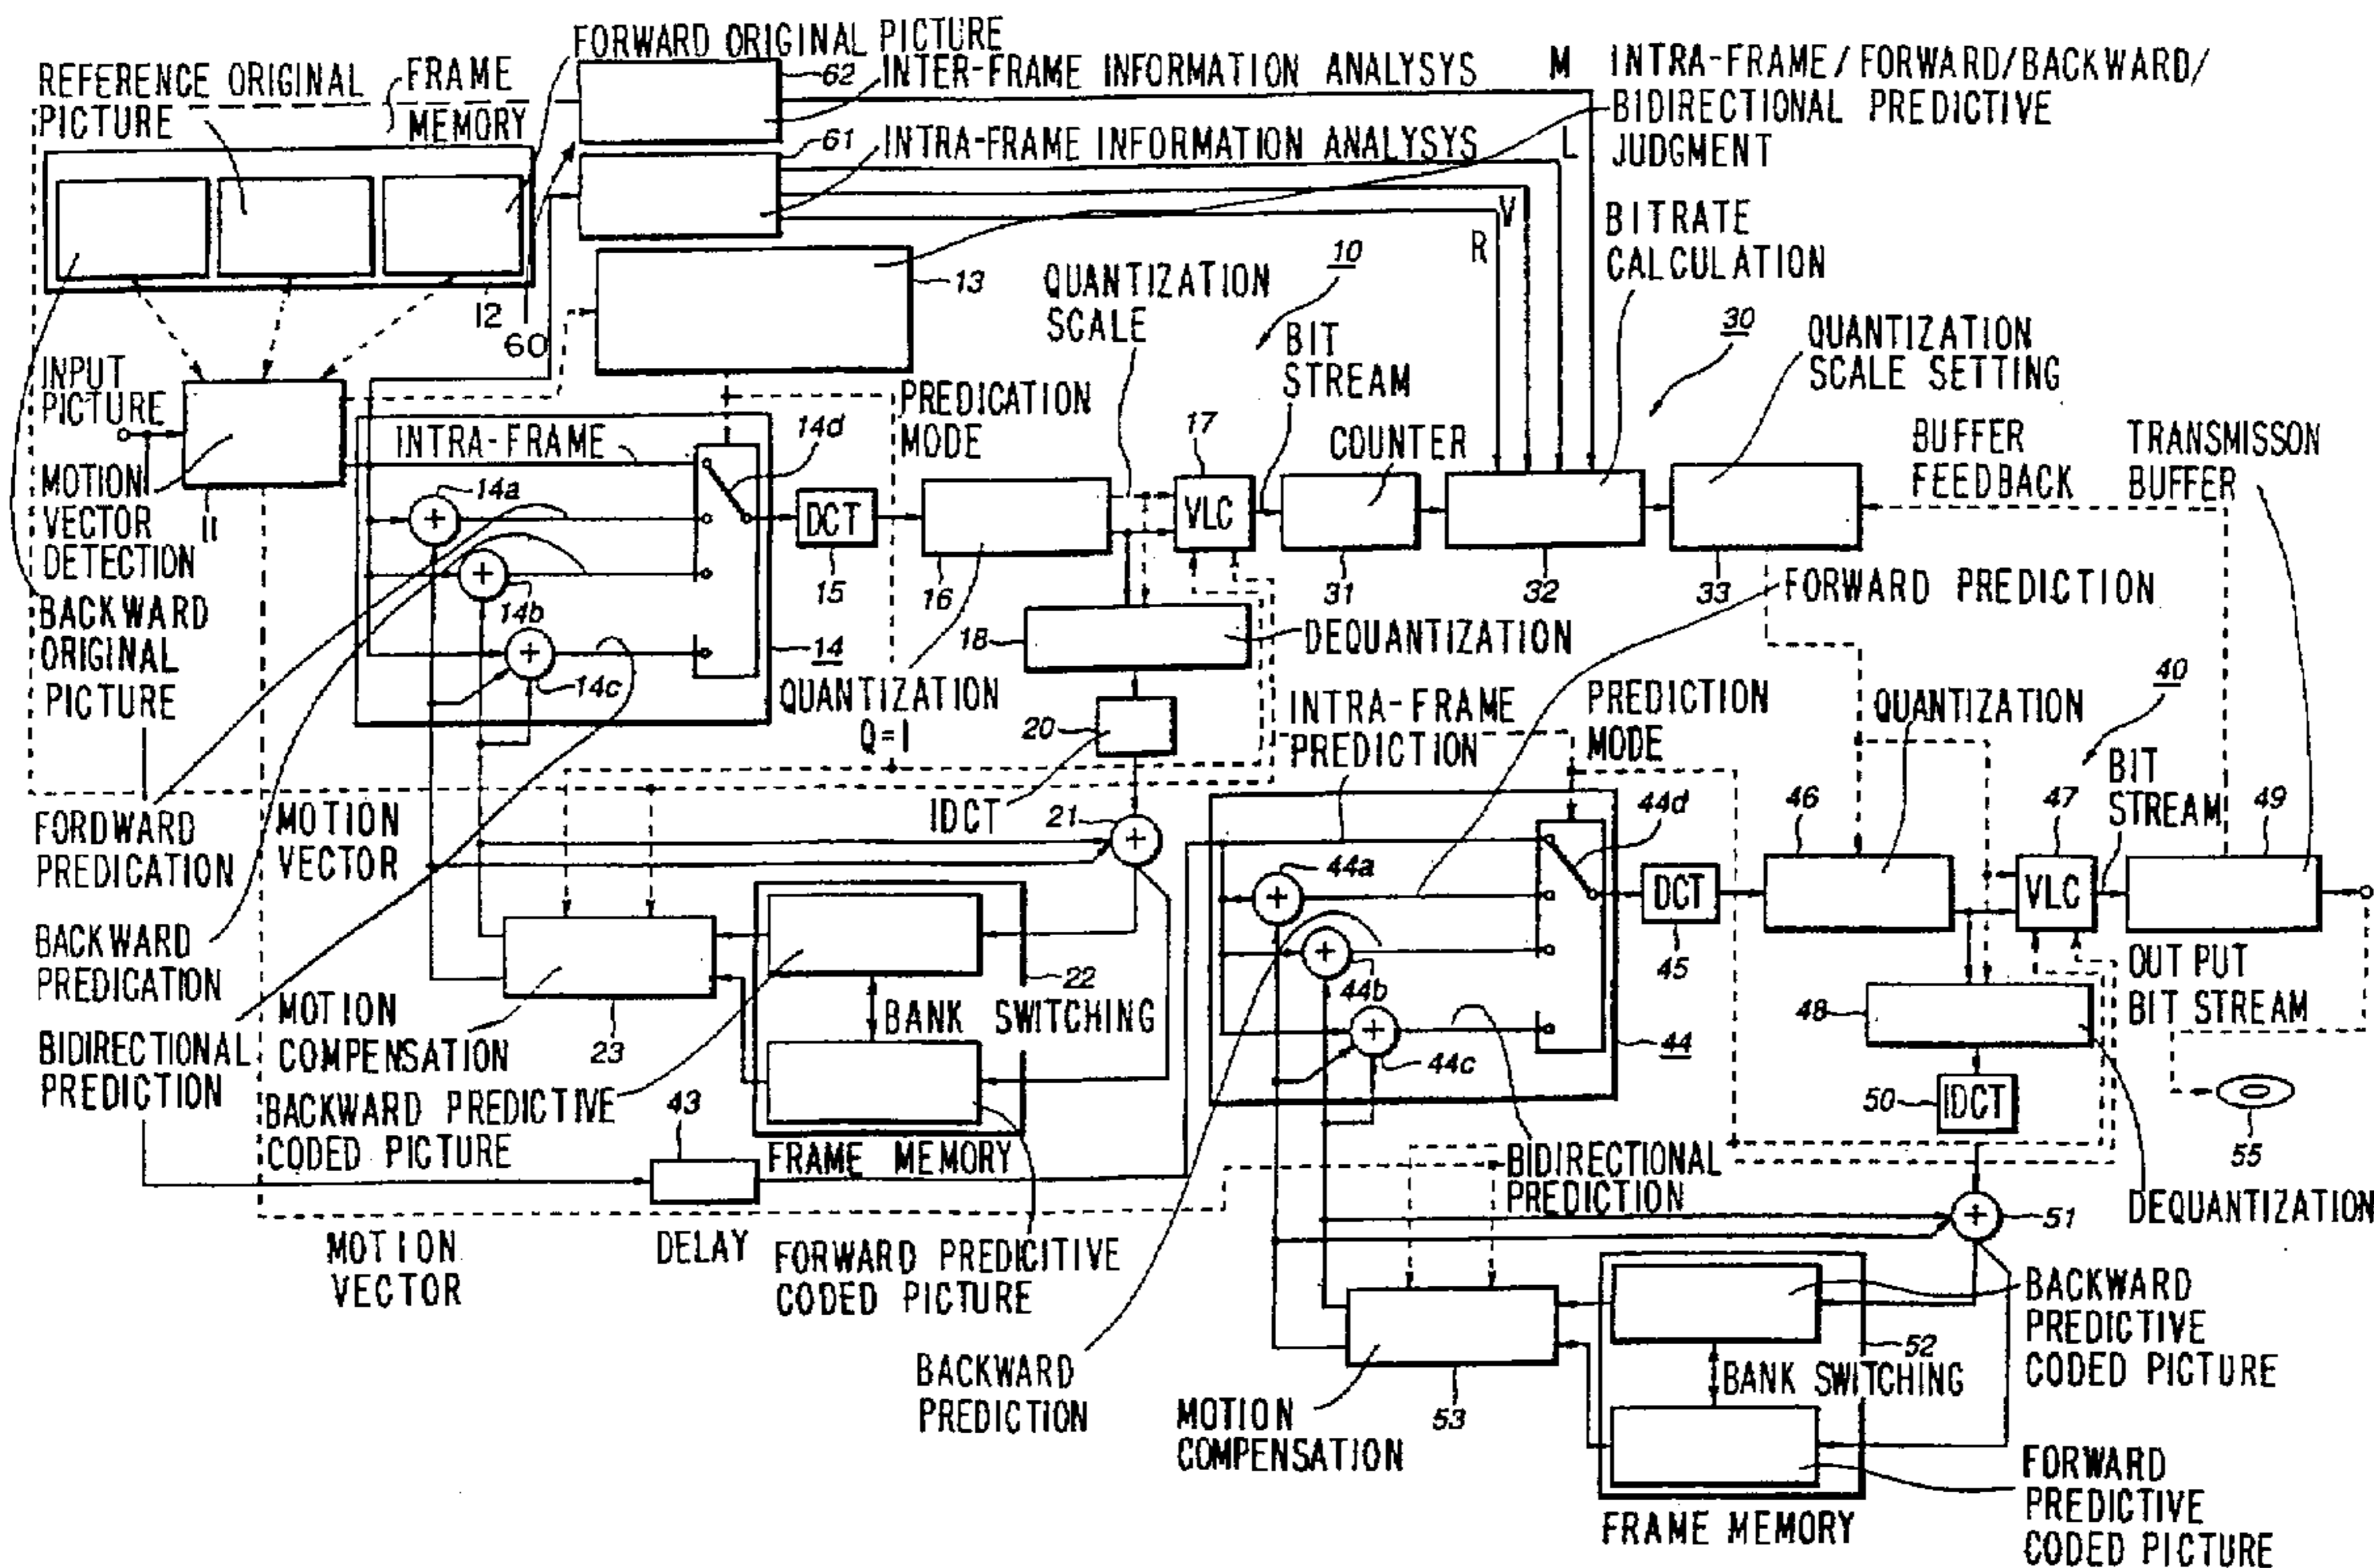 FORWARD ORIGINAL PICTURE
REFERENCE ORIGINAL
PICTURE
FRAME
MEMORY
62
INTER-FRAME INFORMATION ANALYSYS
M
INTRA-FRAME/FORWARD/BACKWARD/
BIDIRECTIONAL PREDICTIVE
JUDGMENT
61
INTRA-FRAME INFORMATION ANALYSYS
L
V
R
BITRATE
CALCULATION
12
60
13
QUANTIZATION
SCALE
10
BIT
STREAM
30
QUANTIZATION
SCALE SETTING
INPUT
PICTURE
MOTION
VECTOR
DETECTION
11
BACKWARD
ORIGINAL
PICTURE
INTRA-FRAME
14a
14b
14c
14d
14
PREDICATION
MODE
DCT
15
16
QUANTIZATION
Q=1
17
VLC
COUNTER
31
32
33
BUFFER
FEEDBACK
TRANSMISSON
BUFFER
FORWARD PREDICTION
18
DEQUANTIZATION
20
IDCT
21
INTRA-FRAME
PREDICTION
PREDICTION
MODE
QUANTIZATION
40
BIT
STREAM
FORDWARD
PREDICATION
MOTION
VECTOR
BACKWARD
PREDICATION
BIDIRECTIONAL
PREDICTION
MOTION
COMPENSATION
23
22
BANK SWITCHING
BACKWARD PREDICTIVE
CODED PICTURE
43
FRAME MEMORY
DELAY
FORWARD PREDICITIVE
CODED PICTURE
MOTION
VECTOR
44a
44b
44c
44d
44
DCT
45
46
47
VLC
49
48
OUT PUT
BIT STREAM
50
IDCT
55
DEQUANTIZATION
BIDIRECTIONAL
PREDICTION
51
BACKWARD
PREDICTION
MOTION
COMPENSATION
53
52
BANK SWITCHING
BACKWARD
PREDICTIVE
CODED PICTURE
FRAME MEMORY
FORWARD
PREDICTIVE
CODED PICTURE